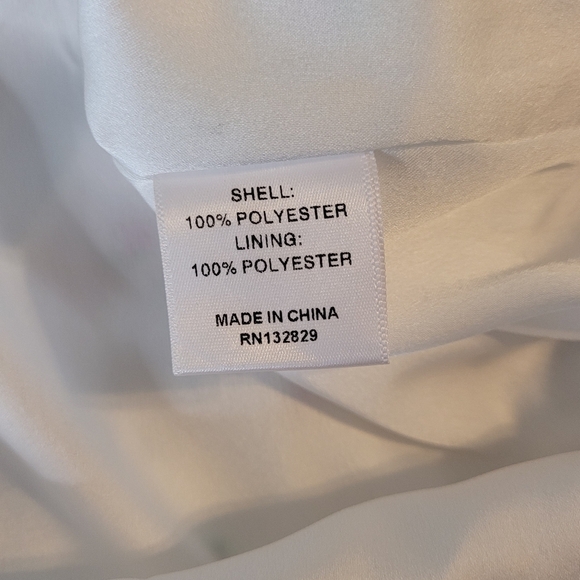 SHELL:
100% POLYESTER
LINING:
100% POLYESTER
MADE IN CHINA
RN132829